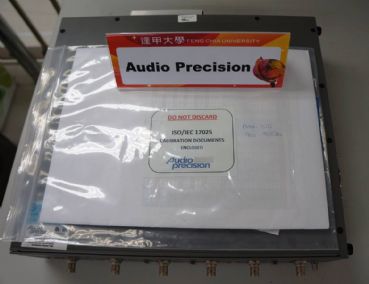 逢甲大學 FENG CHIA UNIVERSITY
Audio Precision
DO NOT DISCARD
ISO/IEC 17025
CALIBRATION DOCUMENTS
ENCLOSED
Audio
precision